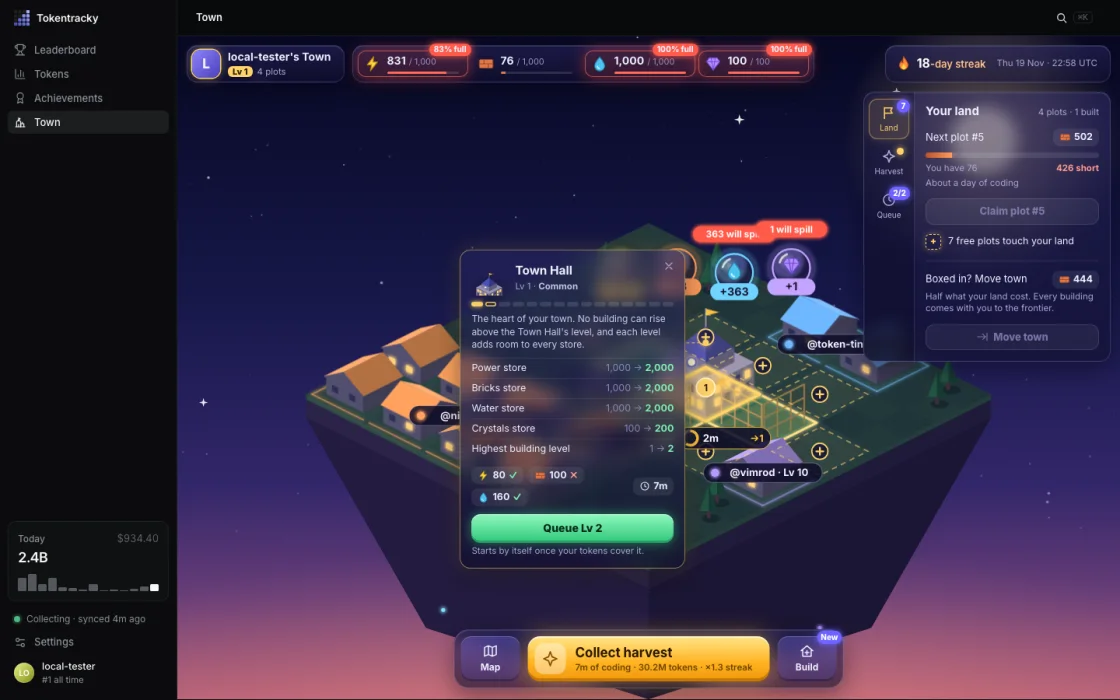 Tokentracky
Leaderboard
Tokens
Achievements
Town
Today
$934.40
2.4B
Collecting · synced 4m ago
Settings
LO
local-tester
#1 all time
Town
⌘K
L
local-tester's Town
Lv 1
4 plots
831 / 1,000
83% full
76 / 1,000
1,000 / 1,000
100% full
100 / 100
100% full
18-day streak
Thu 19 Nov · 22:58 UTC
7
Land
Harvest
2/2
Queue
Your land
4 plots · 1 built
Next plot #5
502
You have 76
426 short
About a day of coding
Claim plot #5
7 free plots touch your land
Boxed in? Move town
444
Half what your land cost. Every building
comes with you to the frontier.
Move town
363 will sp
1 will spill
+363
+1
@token-tin
@ni
1
2m
→1
@vimrod · Lv 10
Town Hall
Lv 1 · Common
The heart of your town. No building can rise
above the Town Hall's level, and each level
adds room to every store.
Power store
1,000 → 2,000
Bricks store
1,000 → 2,000
Water store
1,000 → 2,000
Crystals store
100 → 200
Highest building level
1 → 2
80 ✓
100 ✕
160 ✓
7m
Queue Lv 2
Starts by itself once your tokens cover it.
Map
Collect harvest
7m of coding · 30.2M tokens · ×1.3 streak
New
Build